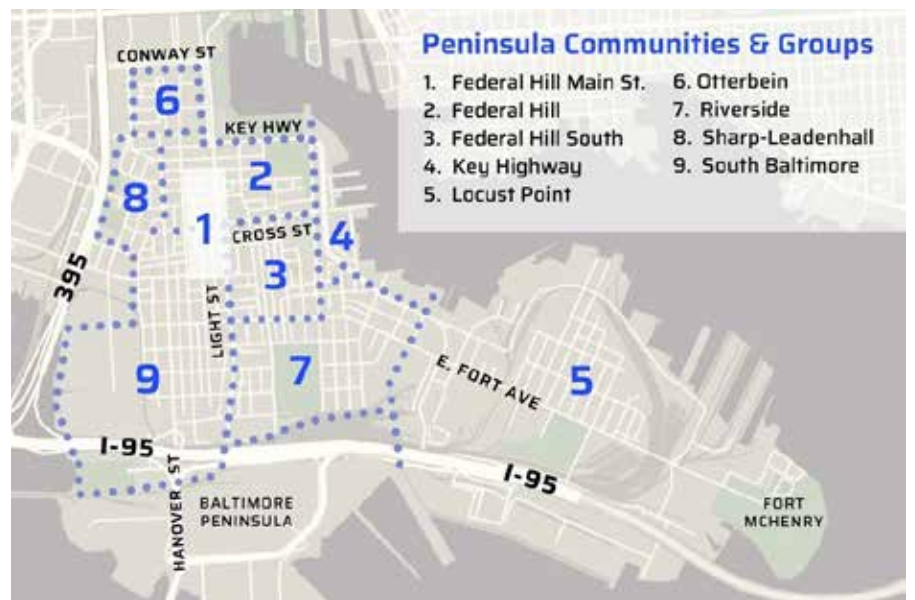 Peninsula Communities & Groups
1. Federal Hill Main St.
2. Federal Hill
3. Federal Hill South
4. Key Highway
5. Locust Point
6. Otterbein
7. Riverside
8. Sharp-Leadenhall
9. South Baltimore
CONWAY ST
6
KEY HWY
2
8
1
CROSS ST
4
3
395
LIGHT ST
7
9
E. FORT AVE
5
I-95
I-95
HANOVER ST
BALTIMORE
PENINSULA
FORT
MCHENRY